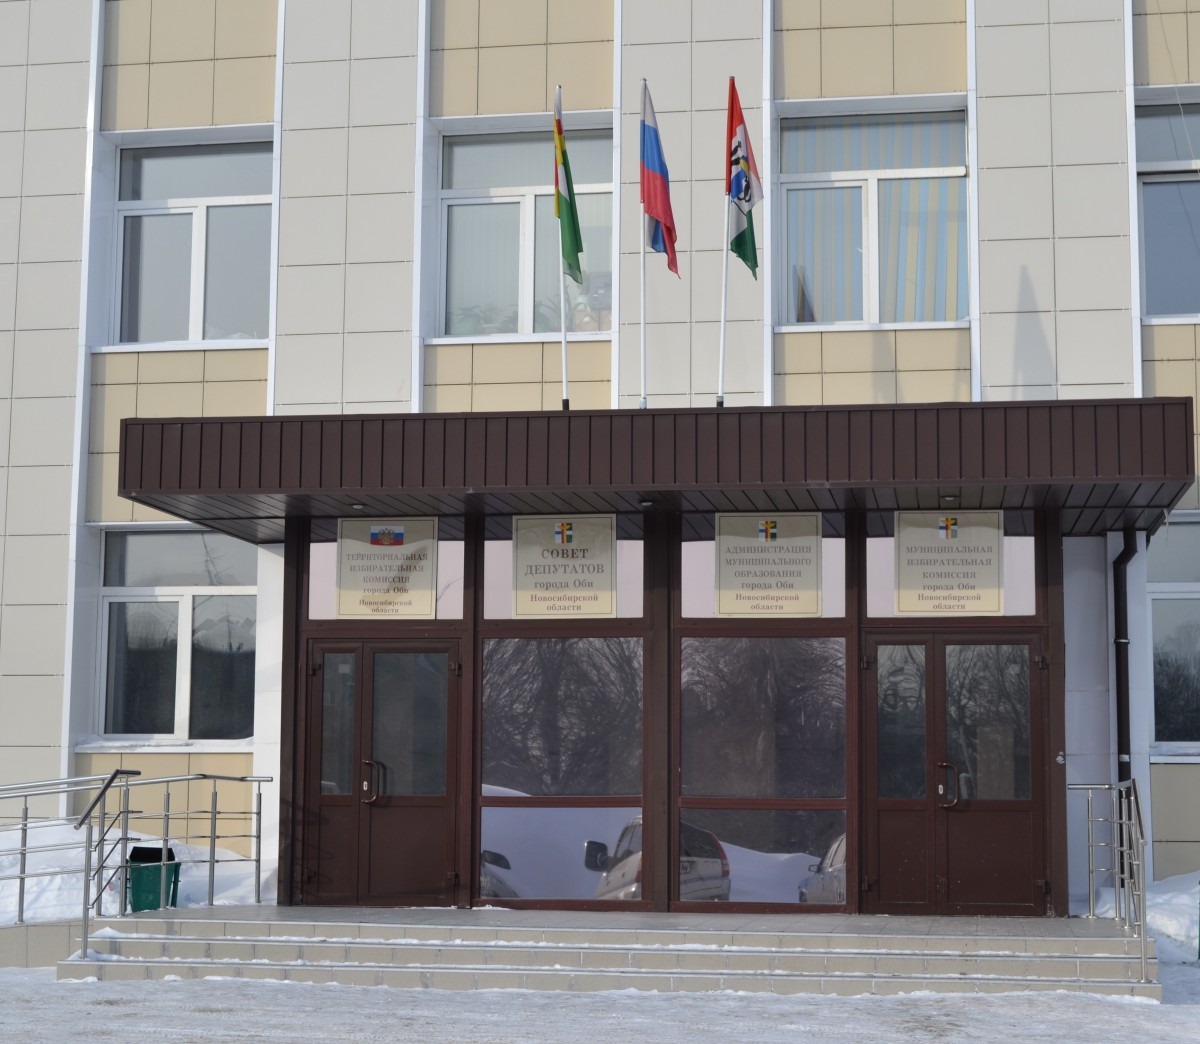 ТЕРРИТОРИАЛЬНАЯ
ИЗБИРАТЕЛЬНАЯ
КОМИССИЯ
города Оби
Новосибирской
области
СОВЕТ
ДЕПУТАТОВ
города Оби
Новосибирской
области
АДМИНИСТРАЦИЯ
МУНИЦИПАЛЬНОГО
ОБРАЗОВАНИЯ
города Оби
Новосибирской
области
МУНИЦИПАЛЬНАЯ
ИЗБИРАТЕЛЬНАЯ
КОМИССИЯ
города Оби
Новосибирской
области